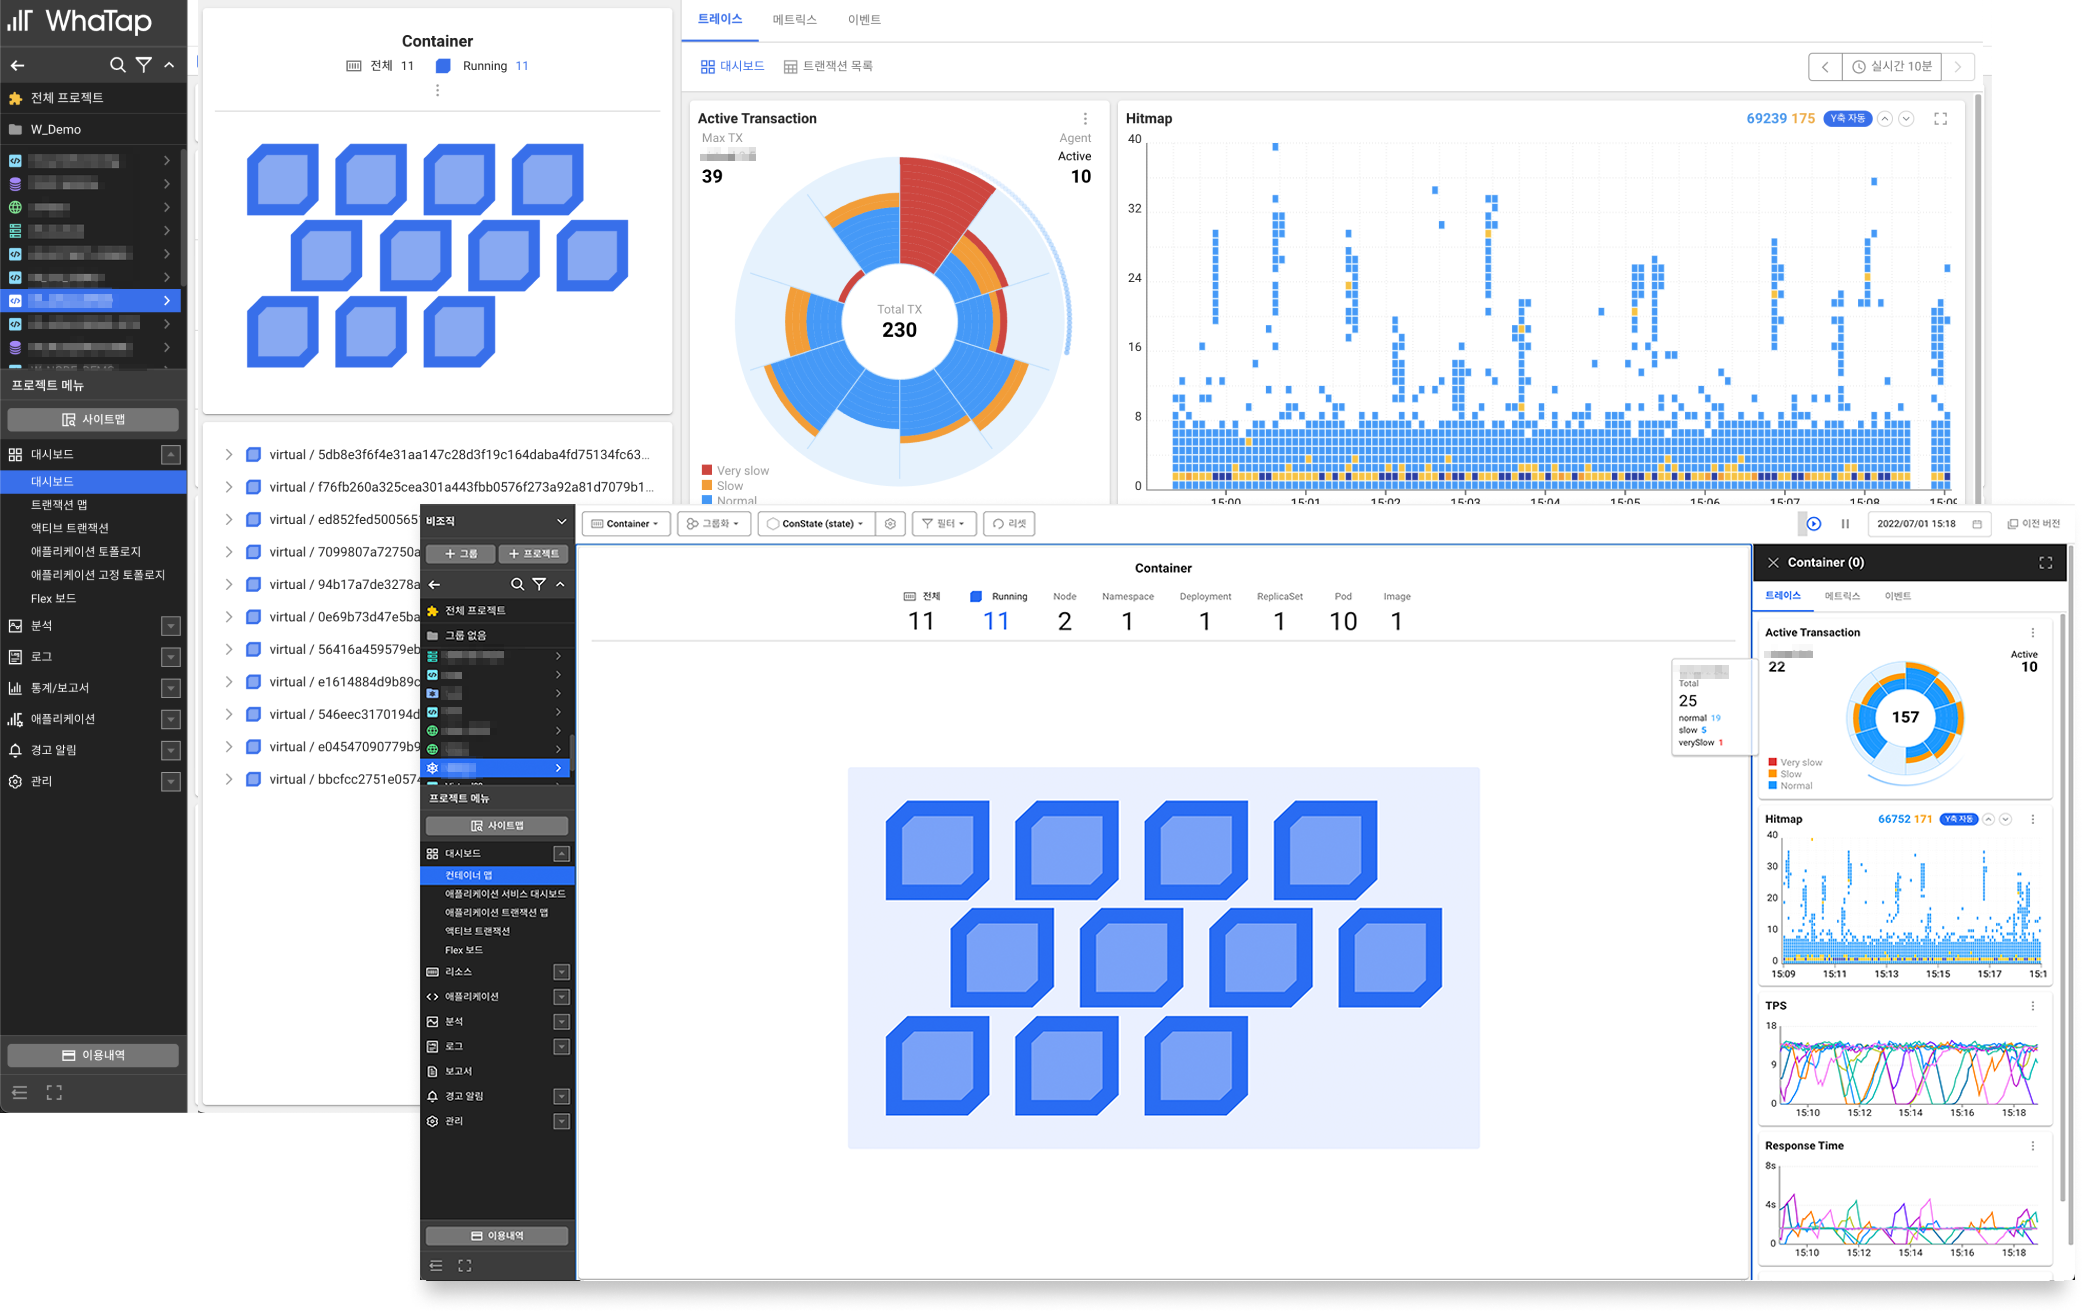 WhaTap
전체 프로젝트
W_Demo
프로젝트 메뉴
사이트맵
대시보드
대시보드
트랜잭션 맵
액티브 트랜잭션
애플리케이션 토폴로지
애플리케이션 고정 토폴로지
Flex 보드
분석
로그
통계/보고서
애플리케이션
경고 알림
관리
이용내역
Container
전체 11 Running 11
virtual / 5db8e3f6f4e31aa147c28d3f19c164daba4fd75134fc63...
virtual / f76fb260a325cea301a443fbb0576f273a92a81d7079b1...
virtual / ed852fed500565
virtual / 7099807a72750a
virtual / 94b17a7de3278a
virtual / 0e69b73d47e5ba
virtual / 56416a459579eb
virtual / e1614884d9b89c
virtual / 546eec3170194d
virtual / e04547090779b9
virtual / bbcfcc2751e0574
트레이스 메트릭스 이벤트
대시보드 트랜잭션 목록
실시간 10분
Active Transaction
Max TX
39
Agent
Active
10
Total TX
230
Very slow
Slow
Normal
Hitmap
69239 175 Y축 자동
40
32
24
16
8
0
15:00 15:01 15:02 15:03 15:04 15:05 15:06 15:07 15:08 15:09
비조직
+ 그룹 + 프로젝트
전체 프로젝트
그룹 없음
프로젝트 메뉴
사이트맵
대시보드
컨테이너 맵
애플리케이션 서비스 대시보드
애플리케이션 트랜잭션 맵
액티브 트랜잭션
Flex 보드
리소스
애플리케이션
분석
로그
보고서
경고 알림
관리
이용내역
Container 그룹화 ConState (state) 필터 리셋
2022/07/01 15:18 이전 버전
Container
전체 Running Node Namespace Deployment ReplicaSet Pod Image
11 11 2 1 1 1 10 1
Total
25
normal 19
slow 5
verySlow 1
Container (0)
트레이스 메트릭스 이벤트
Active Transaction
22
Active
10
157
Very slow
Slow
Normal
Hitmap
66752 171 Y축 자동
40
30
20
10
0
15:09 15:11 15:13 15:15 15:17 15:1
TPS
18
9
0
15:10 15:12 15:14 15:16 15:18
Response Time
8s
4s
0
15:10 15:12 15:14 15:16 15:18